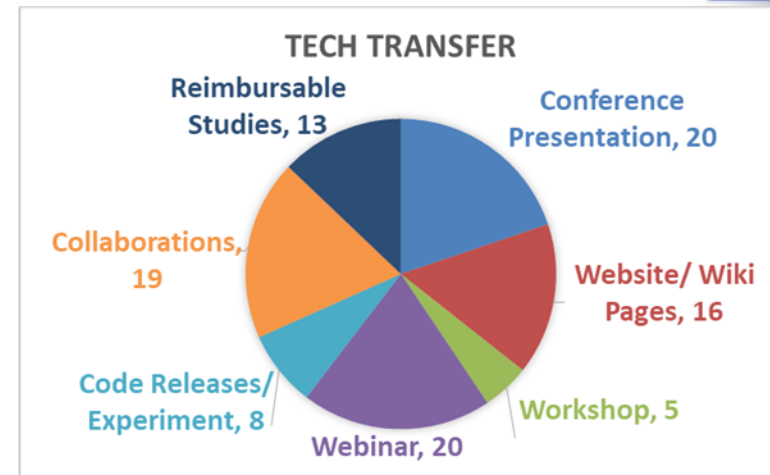 TECH TRANSFER
Conference
Presentation, 20
Website/ Wiki
Pages, 16
Workshop, 5
Webinar, 20
Code Releases/
Experiment, 8
Collaborations,
19
Reimbursable
Studies, 13